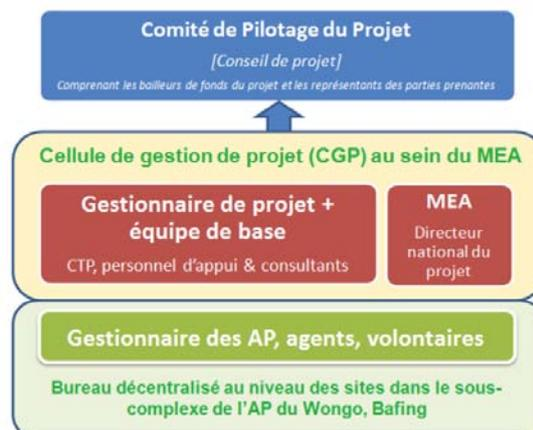 Comité de Pilotage du Projet
[Conseil de projet]
Comprenant les bailleurs de fonds du projet et les représentants des parties prenantes
Cellule de gestion de projet (CGP) au sein du MEA
Gestionnaire de projet +
équipe de base
CTP, personnel d'appui & consultants
MEA
Directeur
national du
projet
Gestionnaire des AP, agents, volontaires
Bureau décentralisé au niveau des sites dans le sous-
complexe de l'AP du Wongo, Bafing